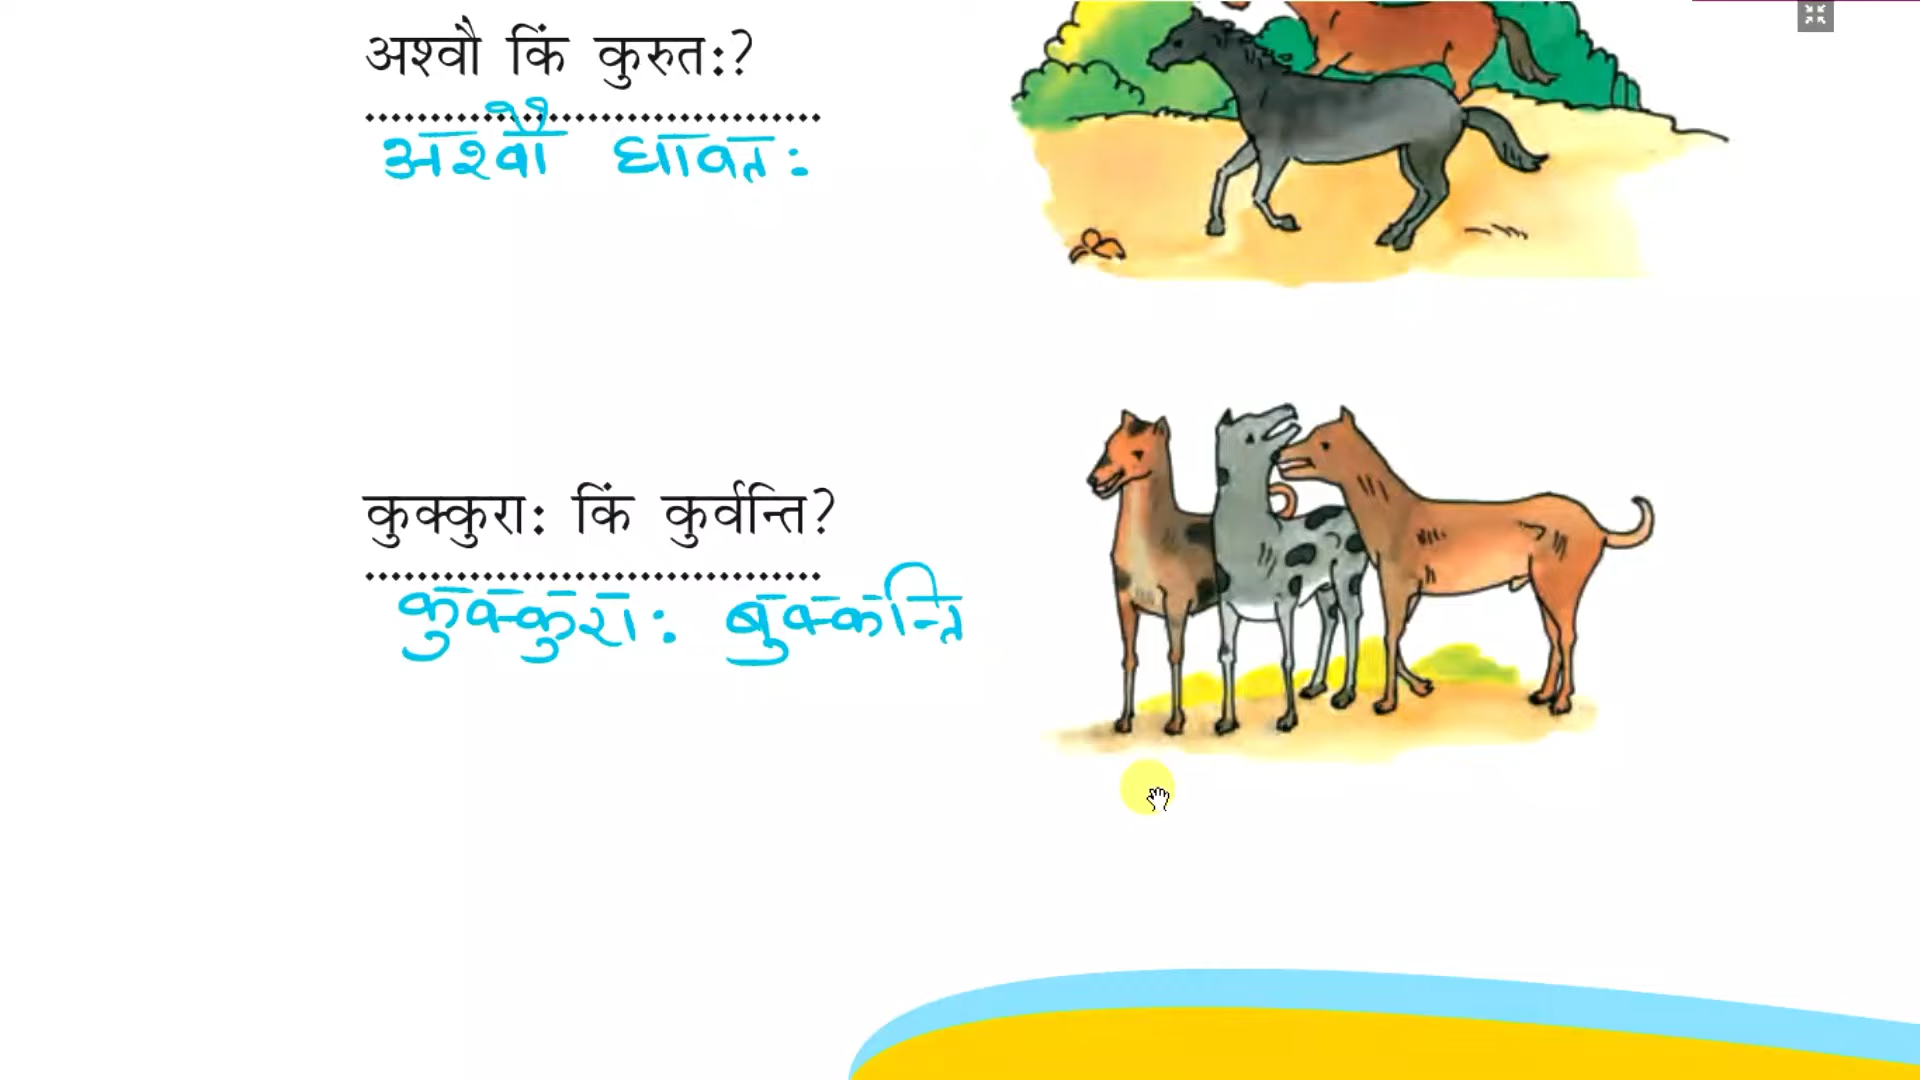 अश्वौ किं कुरुतः?
अश्वौ धावतः
कुक्कुराः किं कुर्वन्ति?
कुक्कुराः बुक्कन्ति